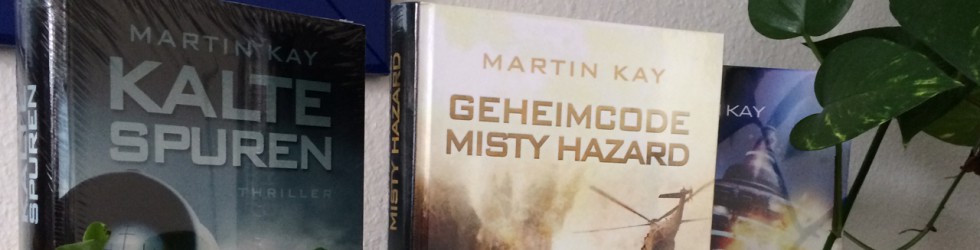 MARTIN KAY
KALTE
SPUREN
THRILLER
SPUREN
MISTY HAZARD
MARTIN KAY
GEHEIMCODE
MISTY HAZARD
KAY